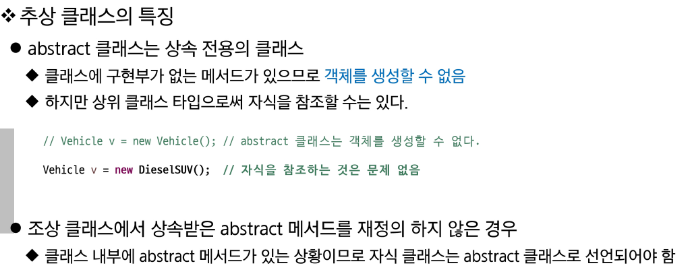 ❖ 추상 클래스의 특징
● abstract 클래스는 상속 전용의 클래스
◆ 클래스에 구현부가 없는 메서드가 있으므로 객체를 생성할 수 없음
◆ 하지만 상위 클래스 타입으로써 자식을 참조할 수는 있다.
// Vehicle v = new Vehicle(); // abstract 클래스는 객체를 생성할 수 없다.
Vehicle v = new DieselSUV(); // 자식을 참조하는 것은 문제 없음
● 조상 클래스에서 상속받은 abstract 메서드를 재정의 하지 않은 경우
◆ 클래스 내부에 abstract 메서드가 있는 상황이므로 자식 클래스는 abstract 클래스로 선언되어야 함